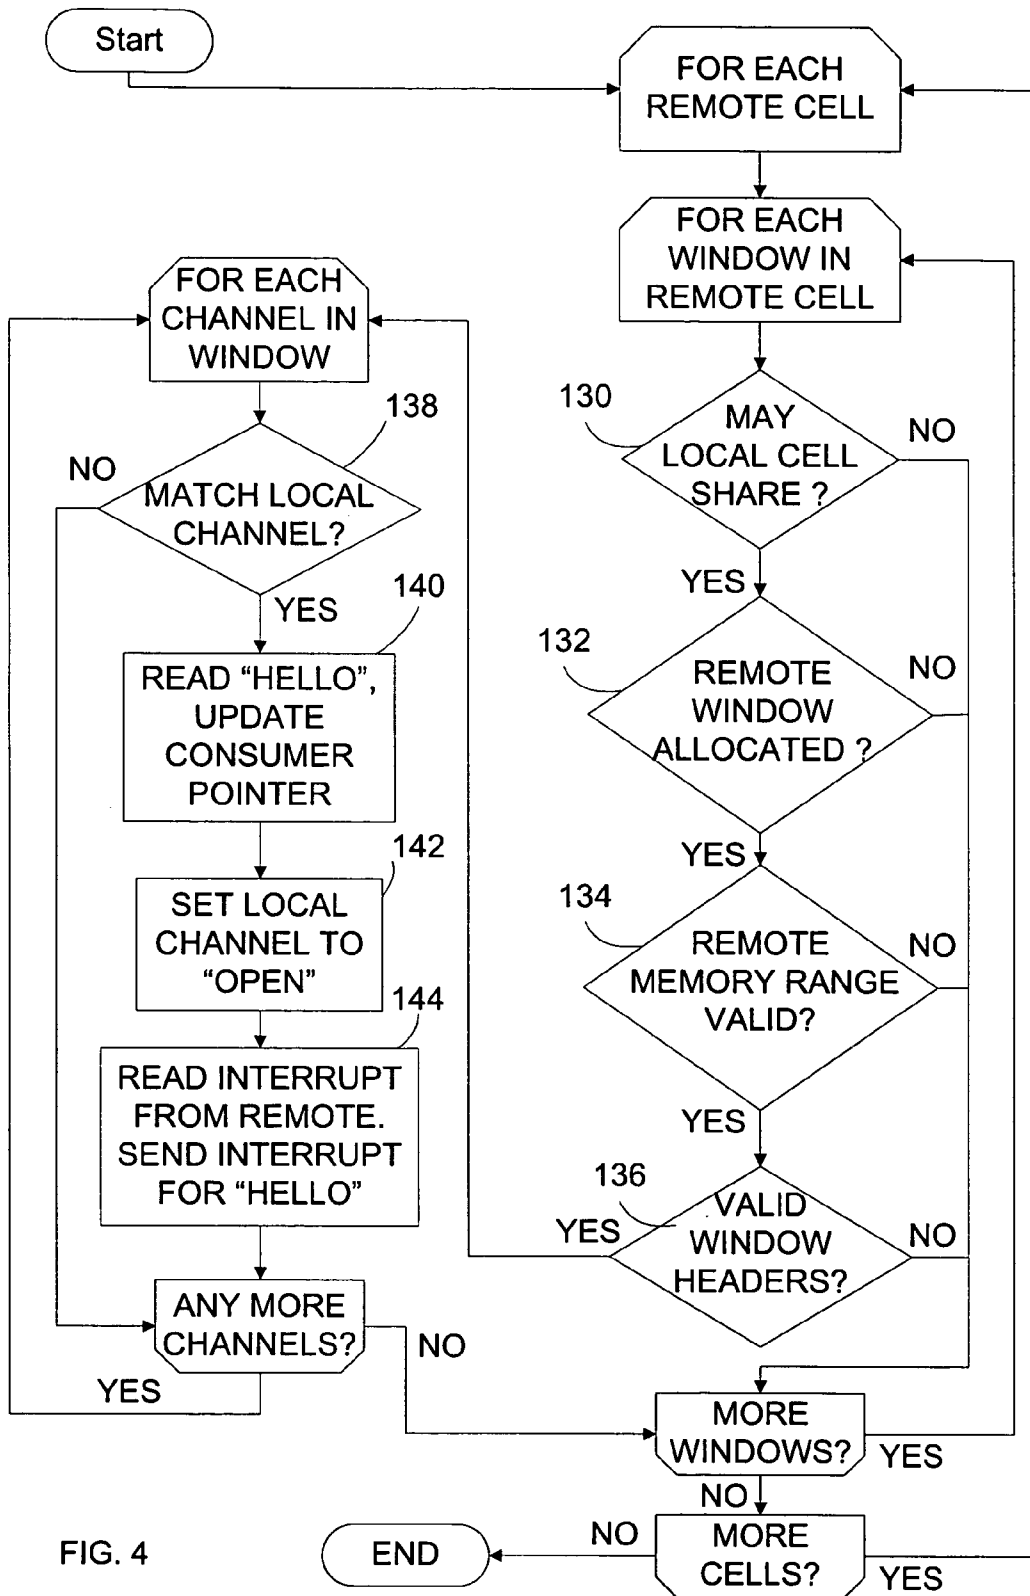 Start
FOR EACH
REMOTE CELL
FOR EACH
WINDOW IN
REMOTE CELL
130
MAY
LOCAL CELL
SHARE ?
NO
YES
132
REMOTE
WINDOW
ALLOCATED ?
NO
YES
134
REMOTE
MEMORY RANGE
VALID?
NO
YES
136
VALID
WINDOW
HEADERS?
YES
NO
FOR EACH
CHANNEL IN
WINDOW
138
NO
MATCH LOCAL
CHANNEL?
YES
140
READ “HELLO”,
UPDATE
CONSUMER
POINTER
142
SET LOCAL
CHANNEL TO
“OPEN”
144
READ INTERRUPT
FROM REMOTE.
SEND INTERRUPT
FOR “HELLO”
ANY MORE
CHANNELS?
NO
YES
MORE
WINDOWS?
YES
NO
MORE
CELLS?
YES
NO
END
FIG. 4